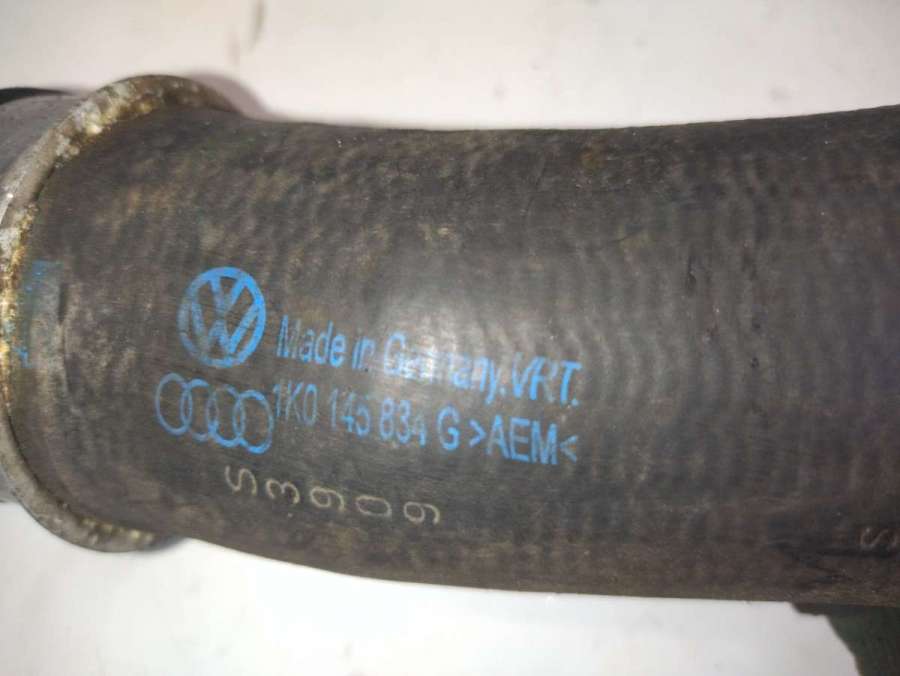 Made in Germany. VRT.
1K0 145 834 G >AEM<
S3909